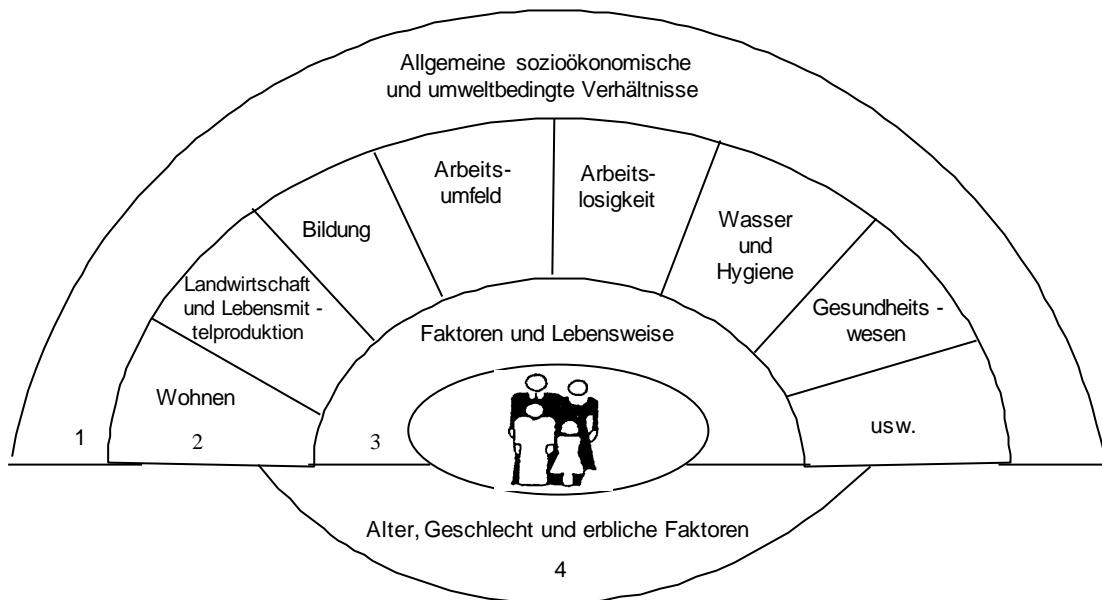 Allgemeine sozioökonomische
und umweltbedingte Verhältnisse
Arbeits-
umfeld
Arbeits-
losigkeit
Bildung
Wasser
und
Hygiene
Landwirtschaft
und Lebensmit -
telproduktion
Gesundheits -
wesen
Faktoren und Lebensweise
Wohnen
usw.
1
2
3
Alter, Geschlecht und erbliche Faktoren
4